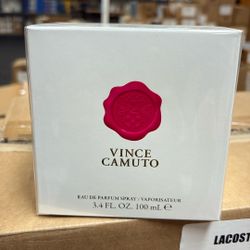 VINCE
CAMUTO
EAU DE PARFUM SPRAY / VAPORISATEUR
3.4 FL. OZ. 100 mL ℮
LACOST